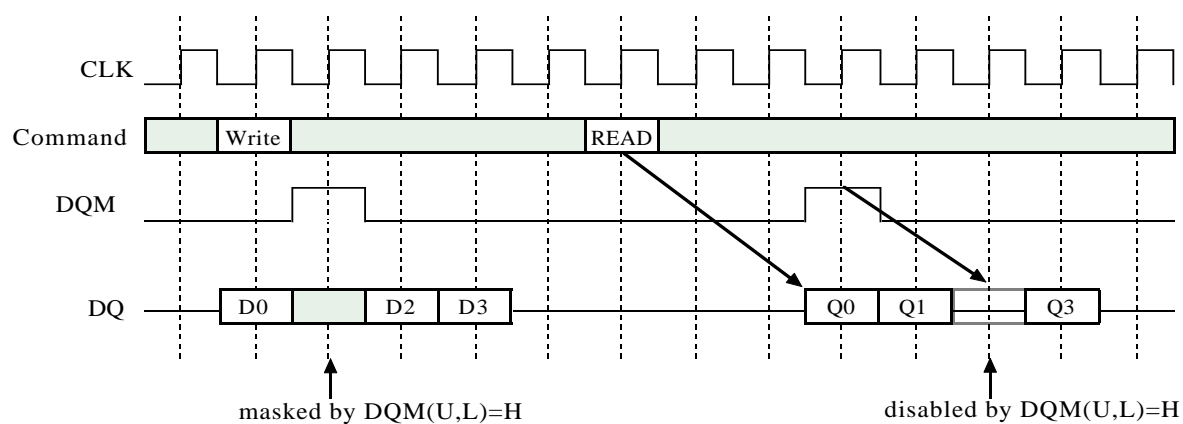 CLK
Command Write READ
DQM
DQ D0 D2 D3 Q0 Q1 Q3
masked by DQM(U,L)=H disabled by DQM(U,L)=H